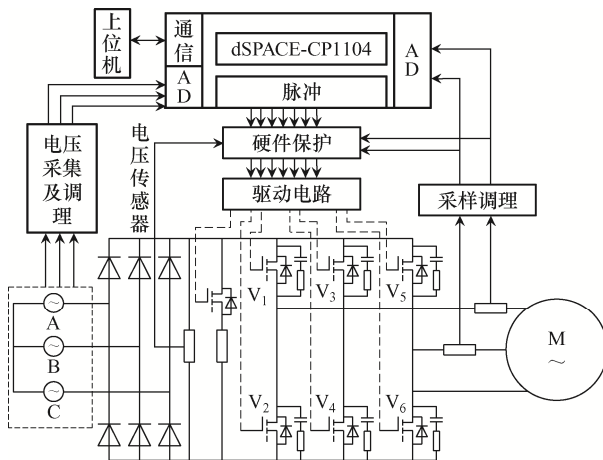 上位机
通信
dSPACE-CP1104
AD
AD
脉冲
电压
采集
及调
理
电压传感器
硬件保护
驱动电路
采样调理
V1
V3
V5
A
B
C
M
~
V2
V4
V6